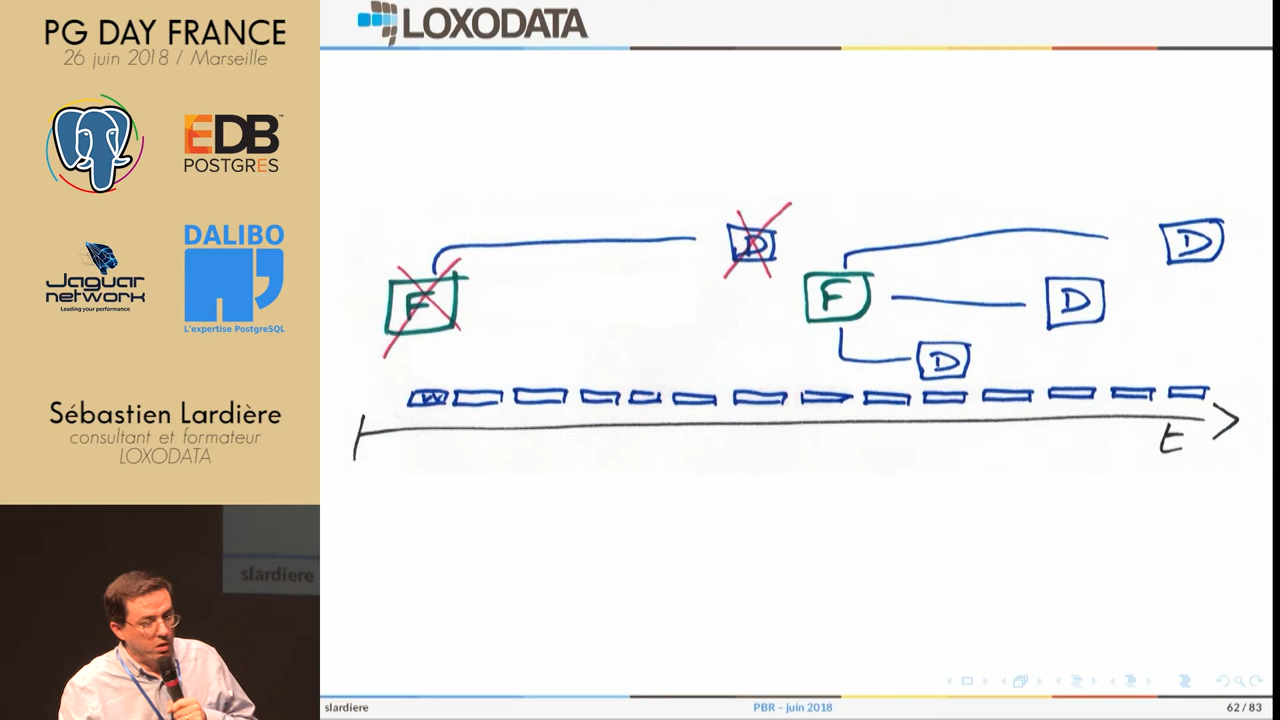 PG DAY FRANCE
26 juin 2018 / Marseille
EDB
POSTGRES
Jaguar
network
Leading your performance
DALIBO
L'expertise PostgreSQL
Sébastien Lardière
consultant et formateur
LOXODATA
slardiere
LOXODATA
F
D
F
D
D
D
W
t
slardiere
PBR – juin 2018
62 / 83